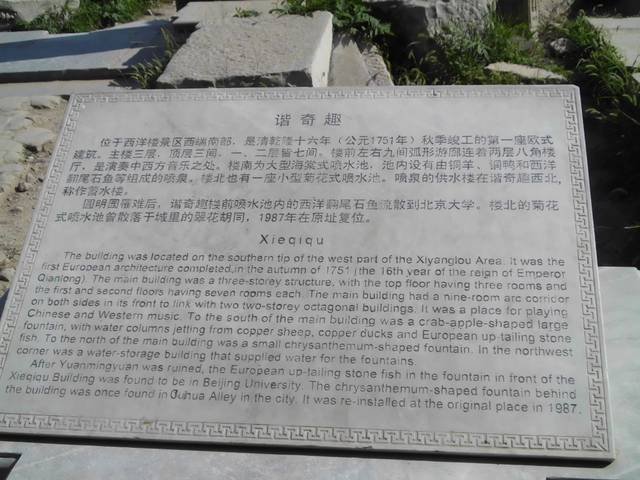 谐奇趣
位于西洋楼景区西端南部，是清乾隆十六年（公元1751年）秋季竣工的第一座欧式
建筑。主楼三层，顶层三间，一、二层皆七间。楼前左右九间弧形游廊连着两层八角楼
厅，是演奏中西方音乐之处。楼南为大型海棠式喷水池，池内设有由铜羊、铜鸭和西洋
翻尾石鱼等组成的喷泉。楼北也有一座小型菊花式喷水池。喷泉的供水楼在谐奇趣西北，
称作蓄水楼。
圆明园罹难后，谐奇趣楼前喷水池内的西洋翻尾石鱼流散到北京大学。楼北的菊花
式喷水池曾散落于城里的翠花胡同，1987年在原址复位。
Xieqiqu
The building was located on the southern tip of the west part of the Xiyanglou Area. It was the
first European architecture completed,in the autumn of 1751 (the 16th year of the reign of Emperor
Qianlong). The main building was a three-storey structure, with the top floor having three rooms and
the first and second floors having seven rooms each. The main building had a nine-room arc corridor
on both sides in its front to link with two two-storey octagonal buildings. It was a place for playing
Chinese and Western music. To the south of the main building was a crab-apple-shaped large
fountain, with water columns jetting from copper sheep, copper ducks and European up-tailing stone
fish. To the north of the main building was a small chrysanthemum-shaped fountain. In the northwest
corner was a water-storage building that supplied water for the fountains.
After Yuanmingyuan was ruined, the European up-tailing stone fish in the fountain in front of the
Xieqiqu Building was found to be in Beijing University. The chrysanthemum-shaped fountain behind
the building was once found in Cuhua Alley in the city. It was re-installed at the original place in 1987.